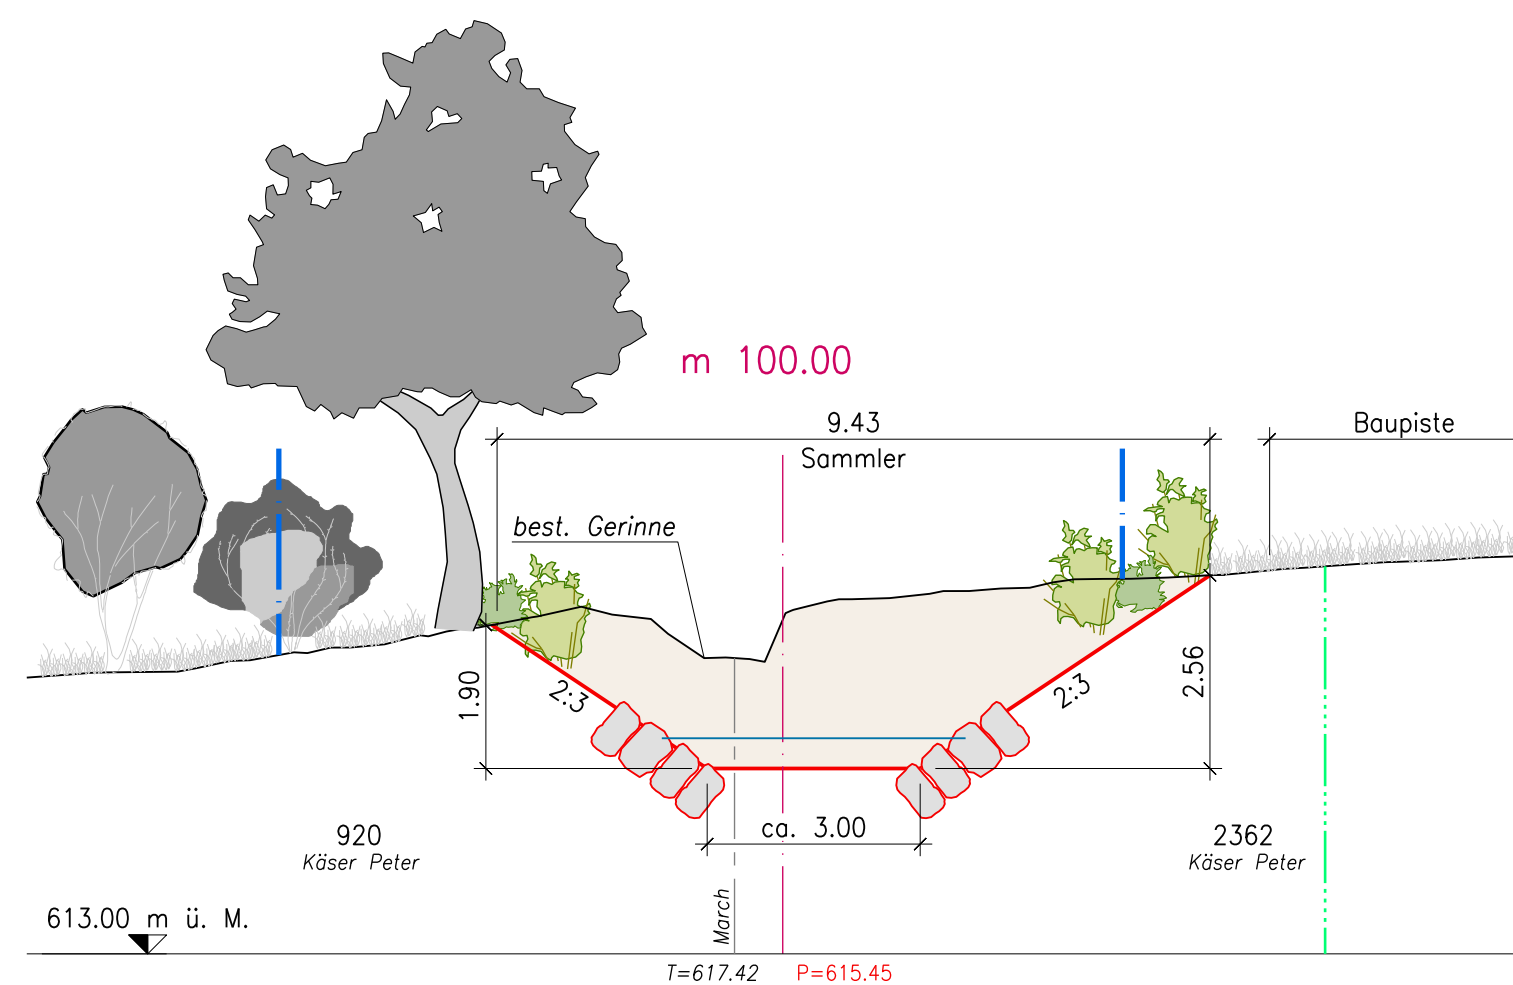 m 100.00
9.43
Baupiste
Sammler
best. Gerinne
1.90
2:3
2:3
2.56
ca. 3.00
920
Käser Peter
2362
Käser Peter
March
613.00 m ü. M.
T=617.42
P=615.45